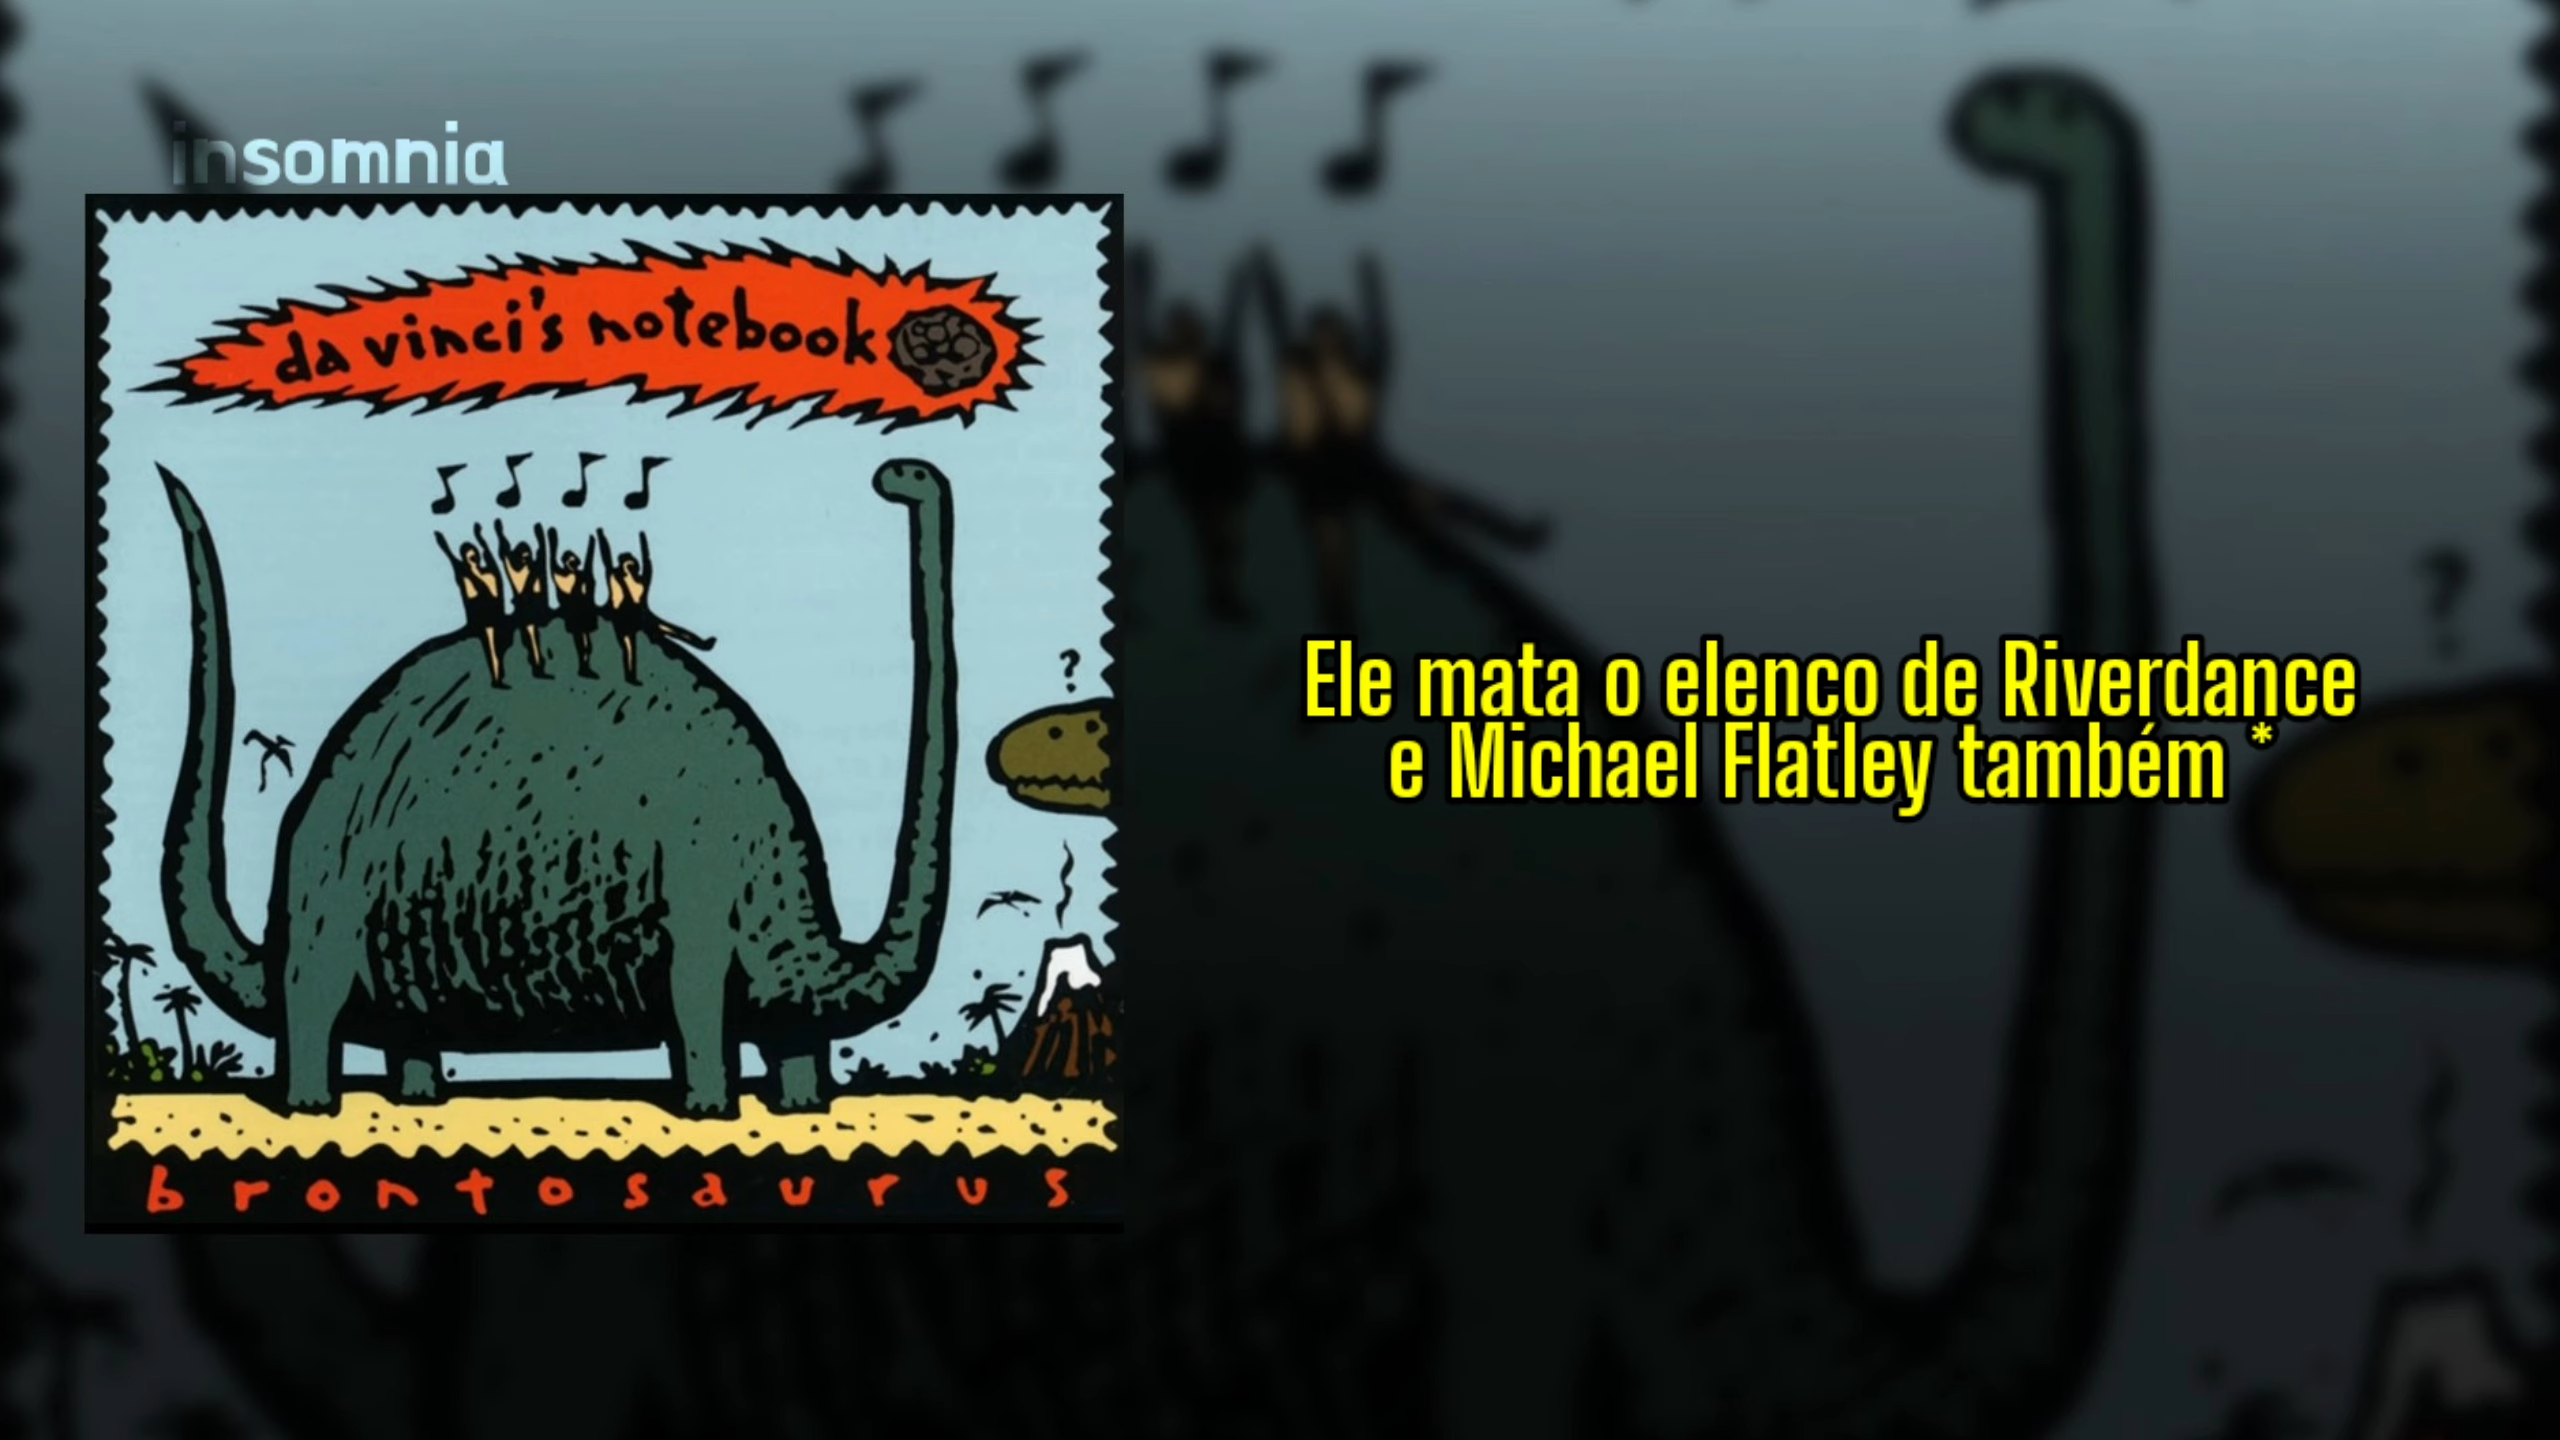 insomnia
da vinci's notebook
?
Ele mata o elenco de Riverdance
e Michael Flatley também *
brontosaurus